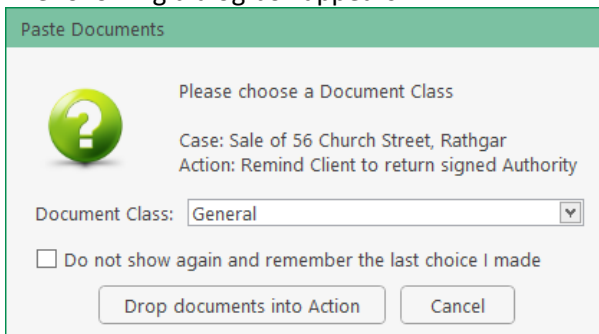 Paste Documents
Please choose a Document Class
Case: Sale of 56 Church Street, Rathgar
Action: Remind Client to return signed Authority
Document Class: General
Do not show again and remember the last choice I made
Drop documents into Action Cancel